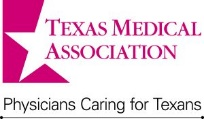 TEXAS MEDICAL
ASSOCIATION
Physicians Caring for Texans